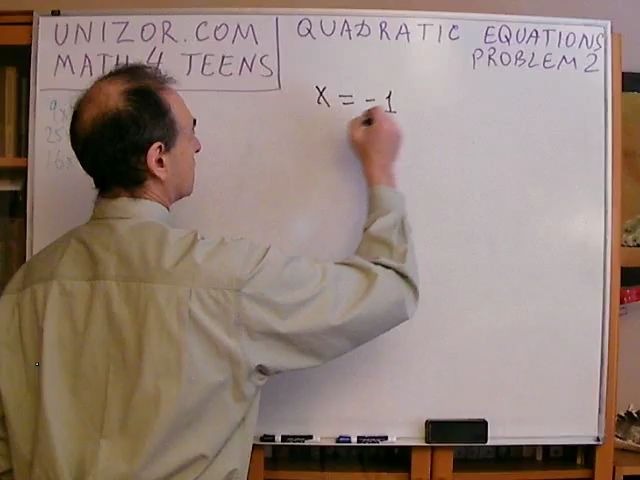 UNIZOR.COM
MATH 4 TEENS
QUADRATIC EQUATIONS
PROBLEM 2
x = -1